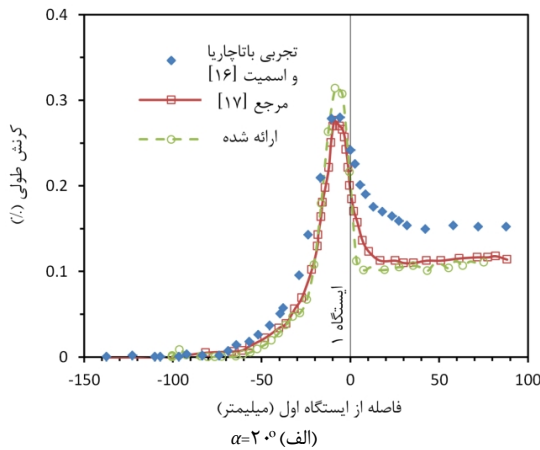 0.4
0.3
0.2
0.1
0
کرنش طولی (٪)
تجربی باتاچاریا
و اسمیت [۱۶]
مرجع [۱۷]
ارائه شده
ایستگاه ۱
-150 -100 -50 0 50 100
فاصله از ایستگاه اول (میلیمتر)
(الف) α=۲۰°